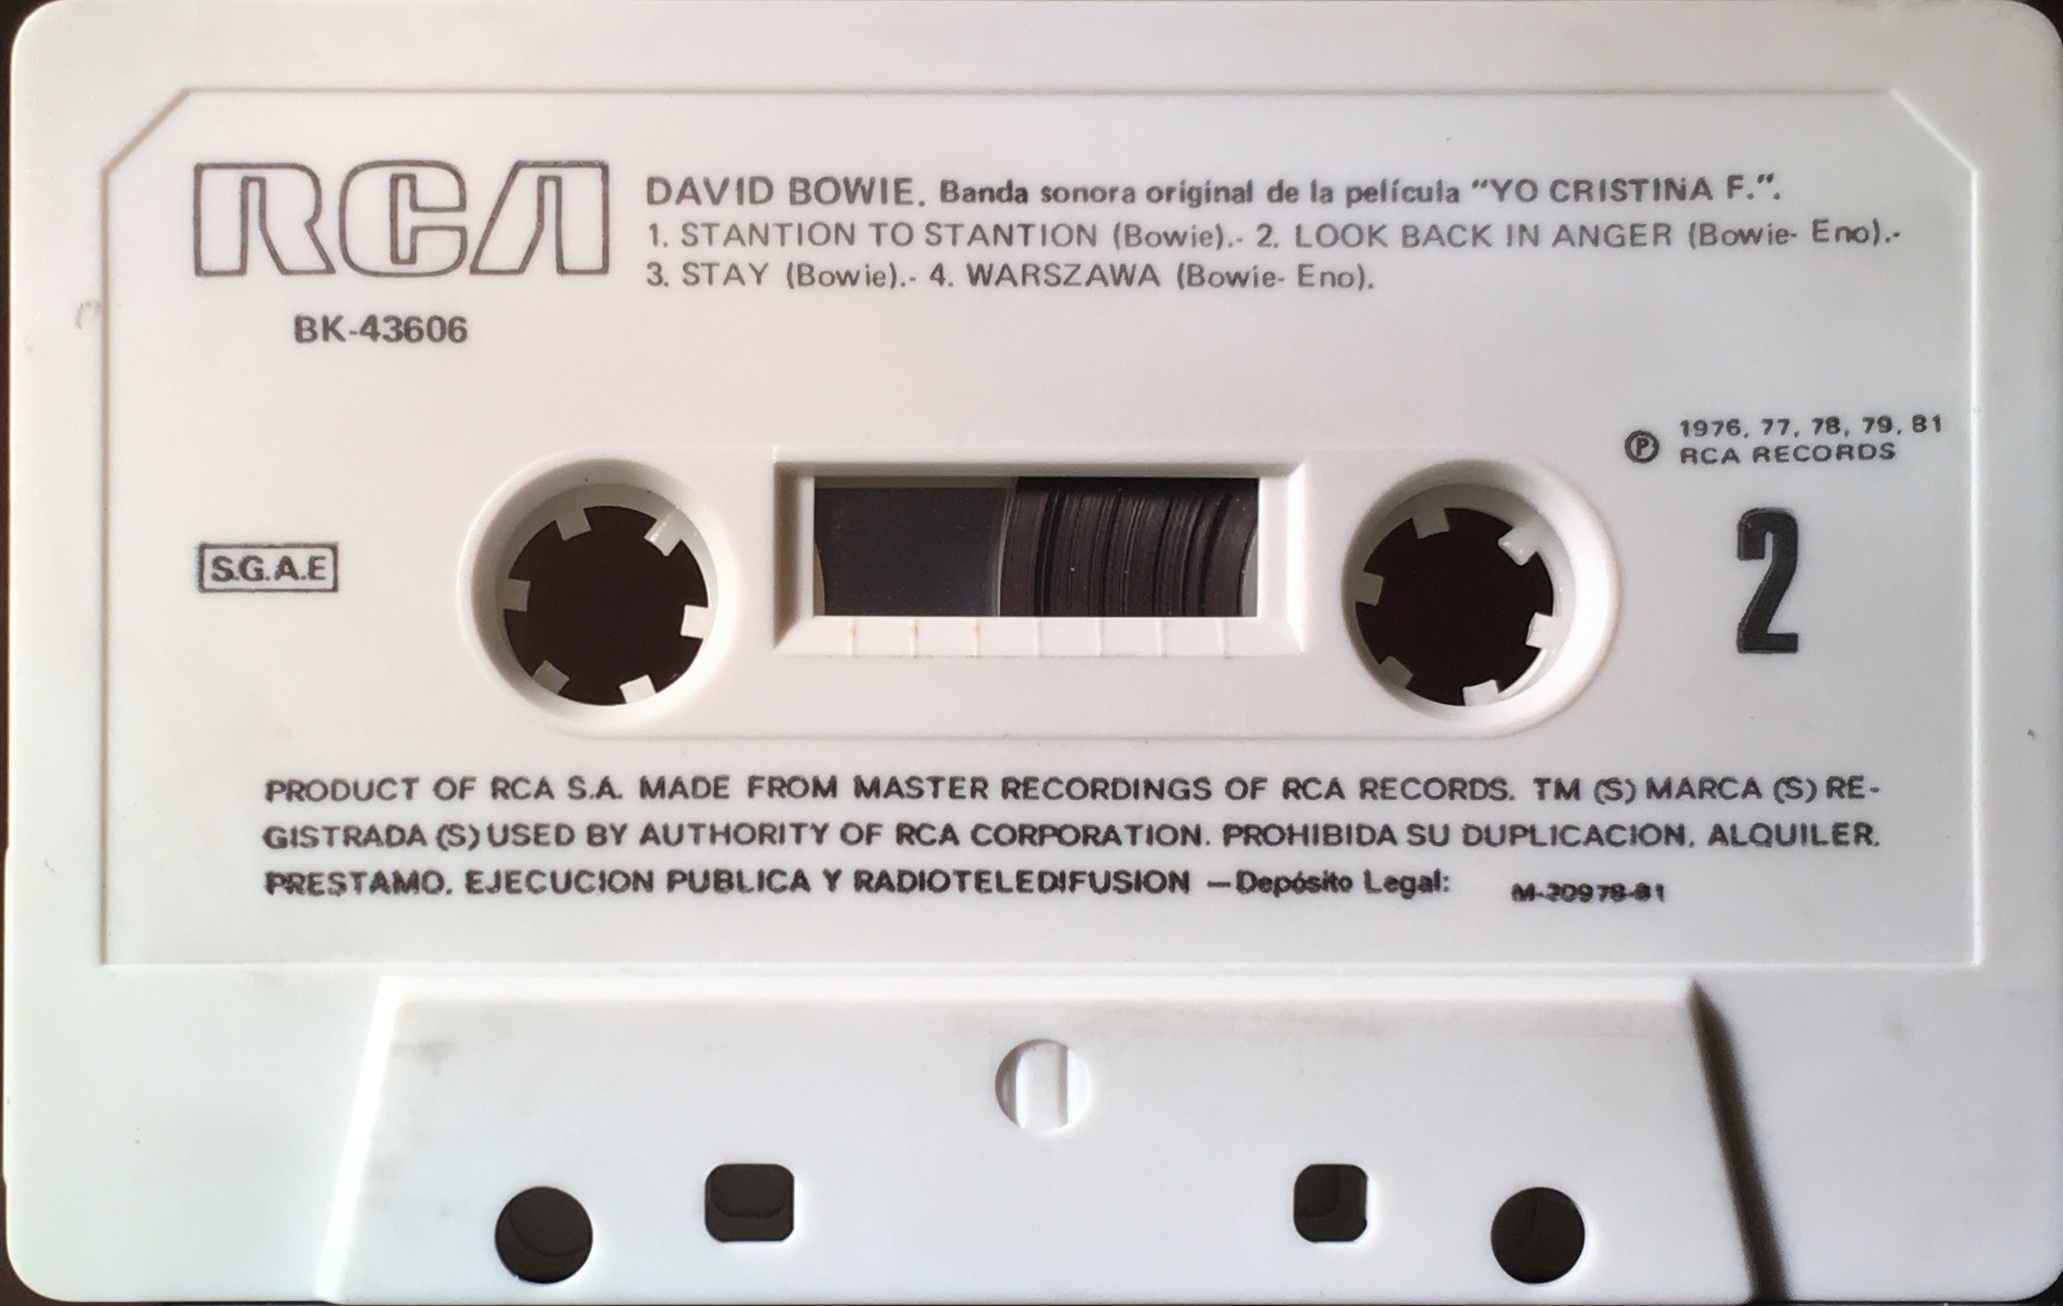 RCA
BK-43606
DAVID BOWIE. Banda sonora original de la película “YO CRISTINA F.”.
1. STANTION TO STANTION (Bowie).- 2. LOOK BACK IN ANGER (Bowie- Eno).-
3. STAY (Bowie).- 4. WARSZAWA (Bowie- Eno).
Ⓟ 1976, 77, 78, 79, 81
RCA RECORDS
S.G.A.E
2
PRODUCT OF RCA S.A. MADE FROM MASTER RECORDINGS OF RCA RECORDS. TM (S) MARCA (S) RE-
GISTRADA (S) USED BY AUTHORITY OF RCA CORPORATION. PROHIBIDA SU DUPLICACION, ALQUILER,
PRESTAMO, EJECUCION PUBLICA Y RADIOTELEDIFUSION —Depósito Legal: M-20978-81